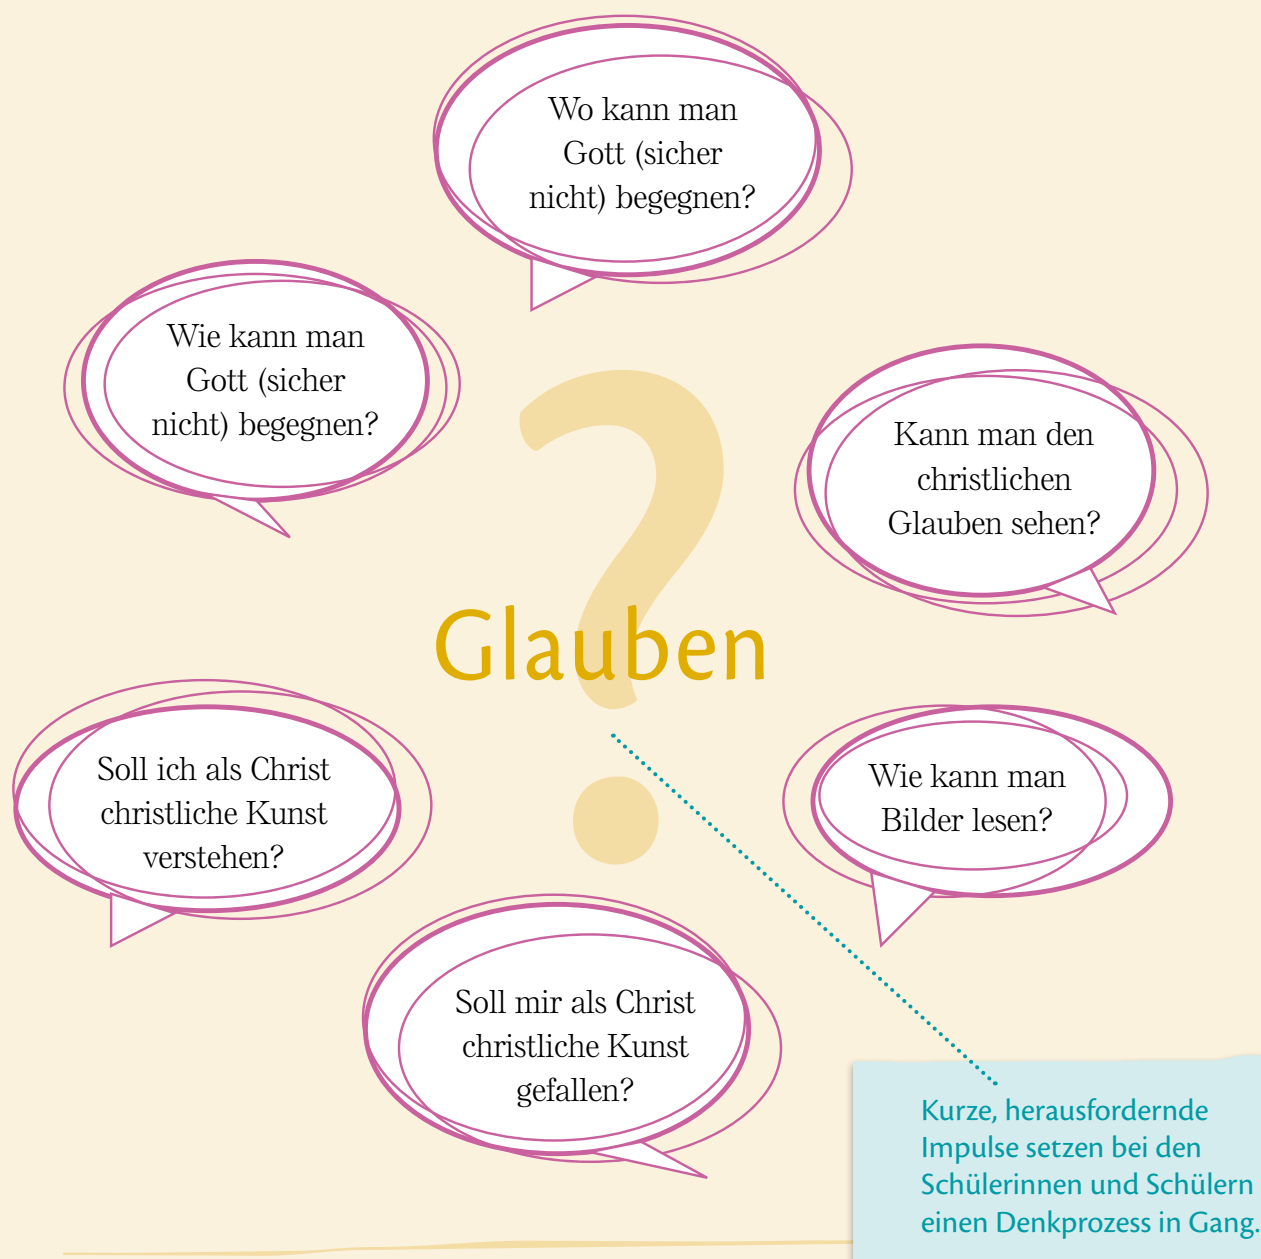 Wo kann man
Gott (sicher
nicht) begegnen?
Wie kann man
Gott (sicher
nicht) begegnen?
Kann man den
christlichen
Glauben sehen?
?
Glauben
Soll ich als Christ
christliche Kunst
verstehen?
Wie kann man
Bilder lesen?
Soll mir als Christ
christliche Kunst
gefallen?
Kurze, herausfordernde
Impulse setzen bei den
Schülerinnen und Schülern
einen Denkprozess in Gang.